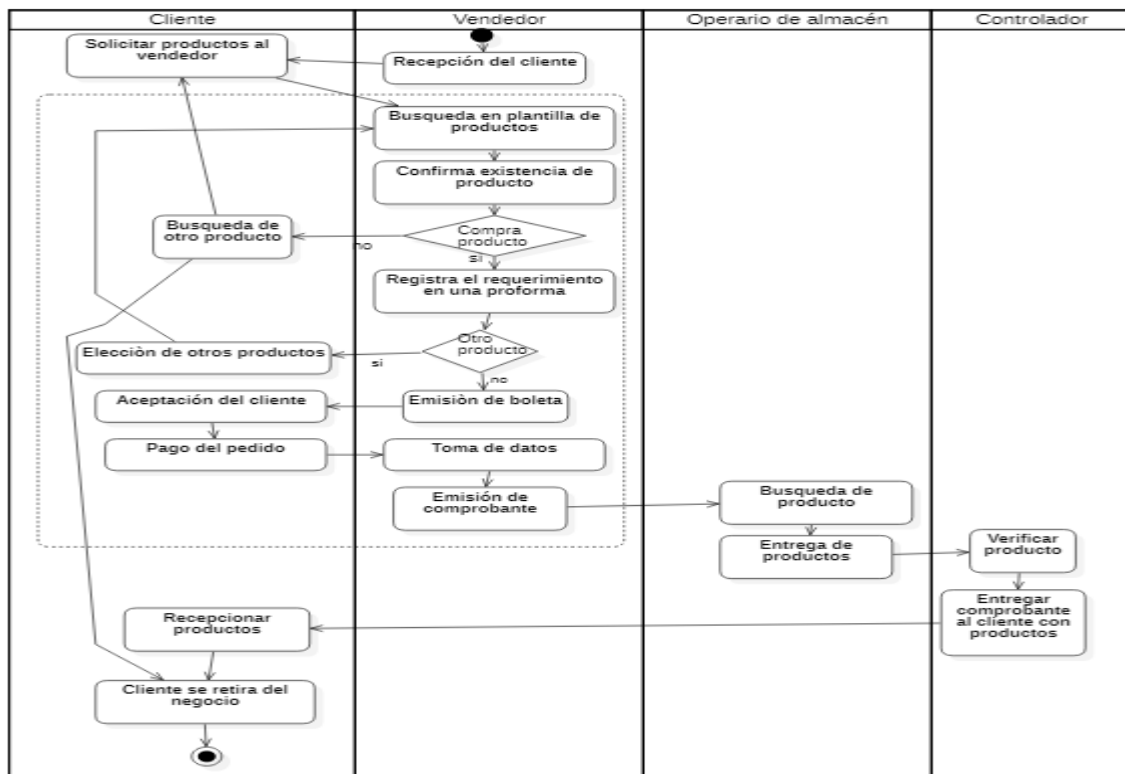 Cliente
Vendedor
Operario de almacén
Controlador
Solicitar productos al
vendedor
Recepción del cliente
Busqueda en plantilla de
productos
Confirma existencia de
producto
Busqueda de
otro producto
Compra
producto
no
si
Registra el requerimiento
en una proforma
Otro
producto
Elecciòn de otros productos
si
no
Aceptación del cliente
Emisiòn de boleta
Pago del pedido
Toma de datos
Emisión de
comprobante
Busqueda de
producto
Entrega de
productos
Verificar
producto
Entregar
comprobante
al cliente con
productos
Recepcionar
productos
Cliente se retira del
negocio